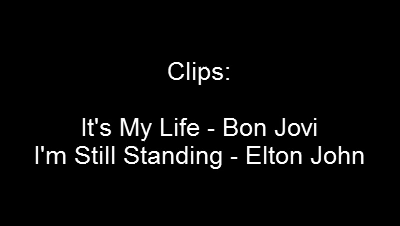 Clips:
It's My Life - Bon Jovi
I'm Still Standing - Elton John